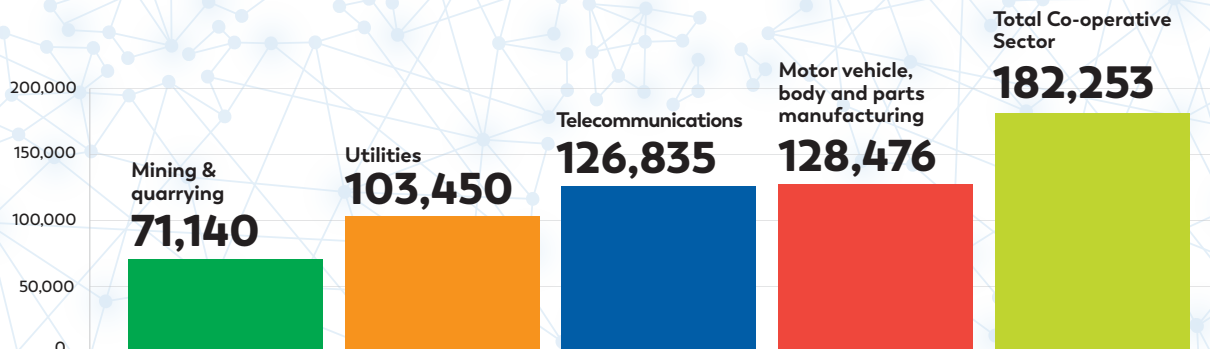 Total Co-operative
Sector
182,253
Motor vehicle,
body and parts
manufacturing
128,476
Telecommunications
126,835
Utilities
103,450
Mining &
quarrying
71,140
200,000
150,000
100,000
50,000
0